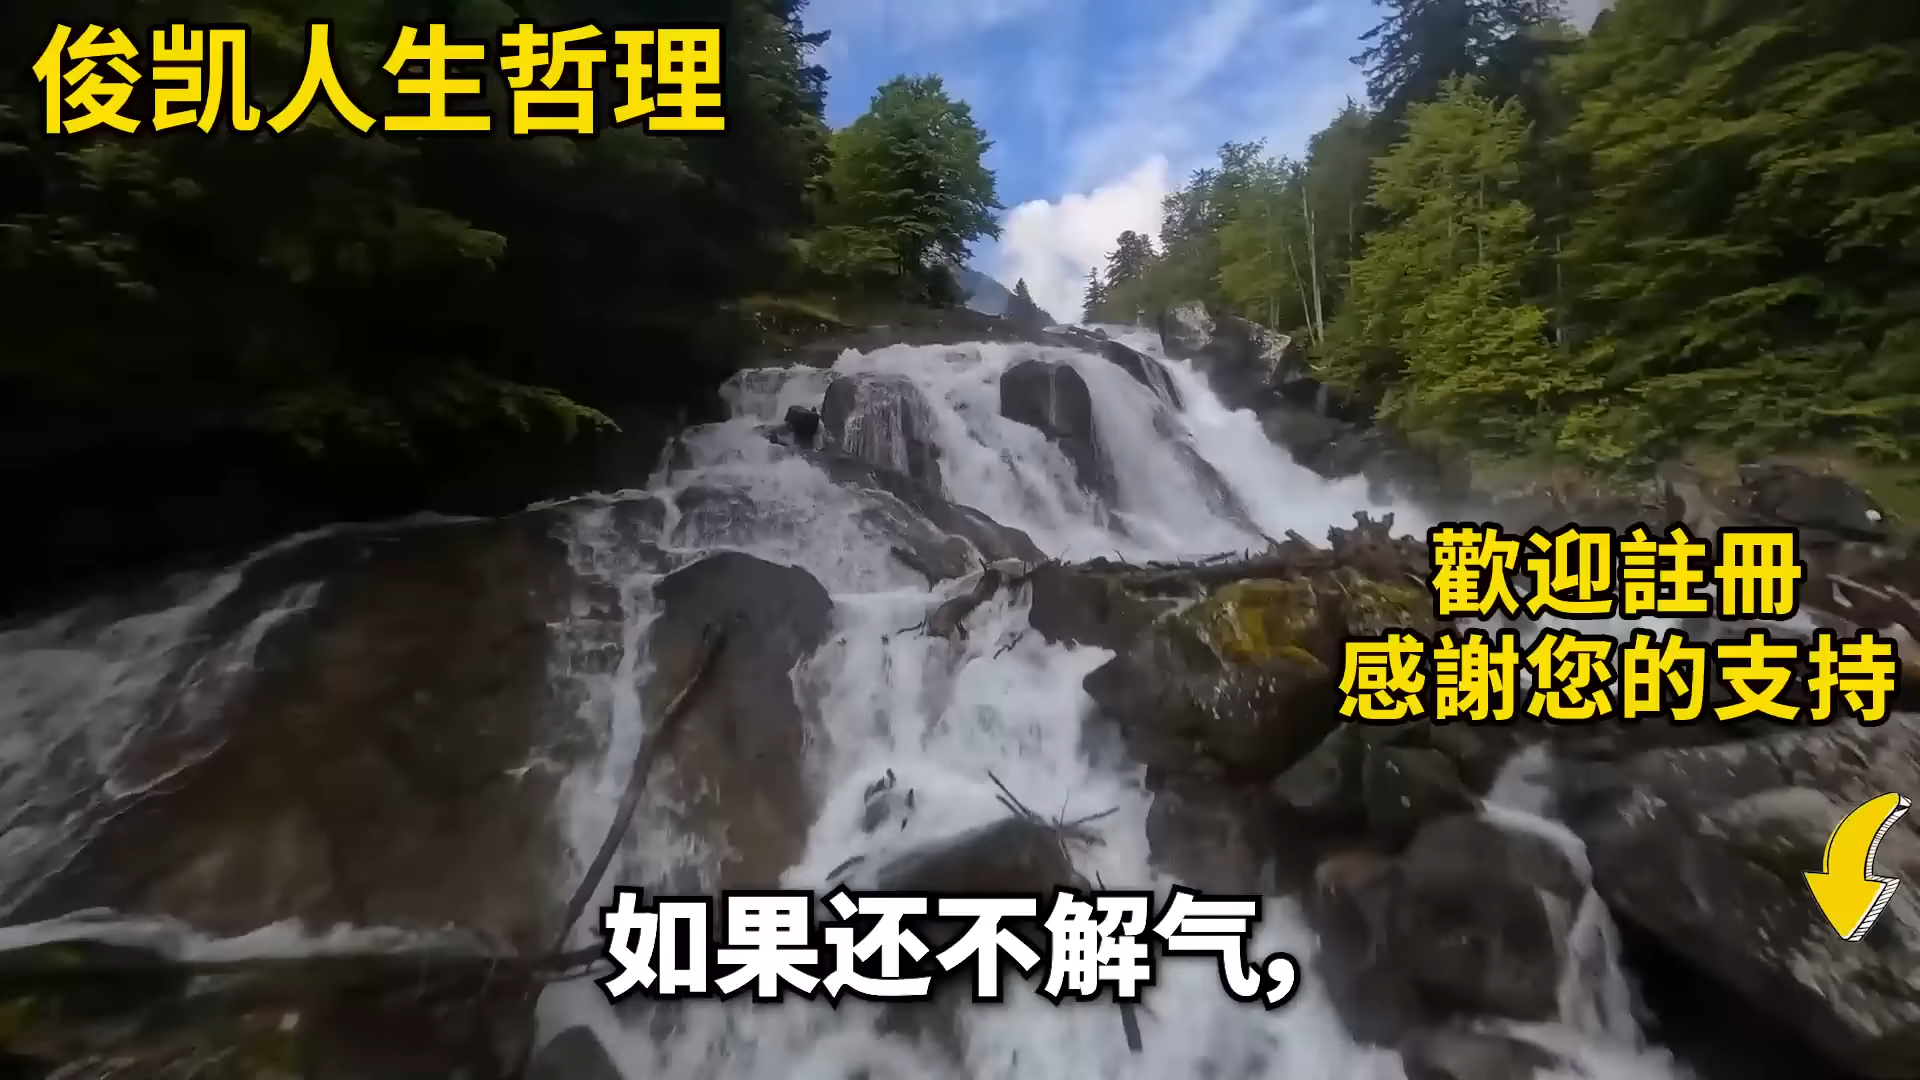 俊凯人生哲理
歡迎註冊
感謝您的支持
如果还不解气,